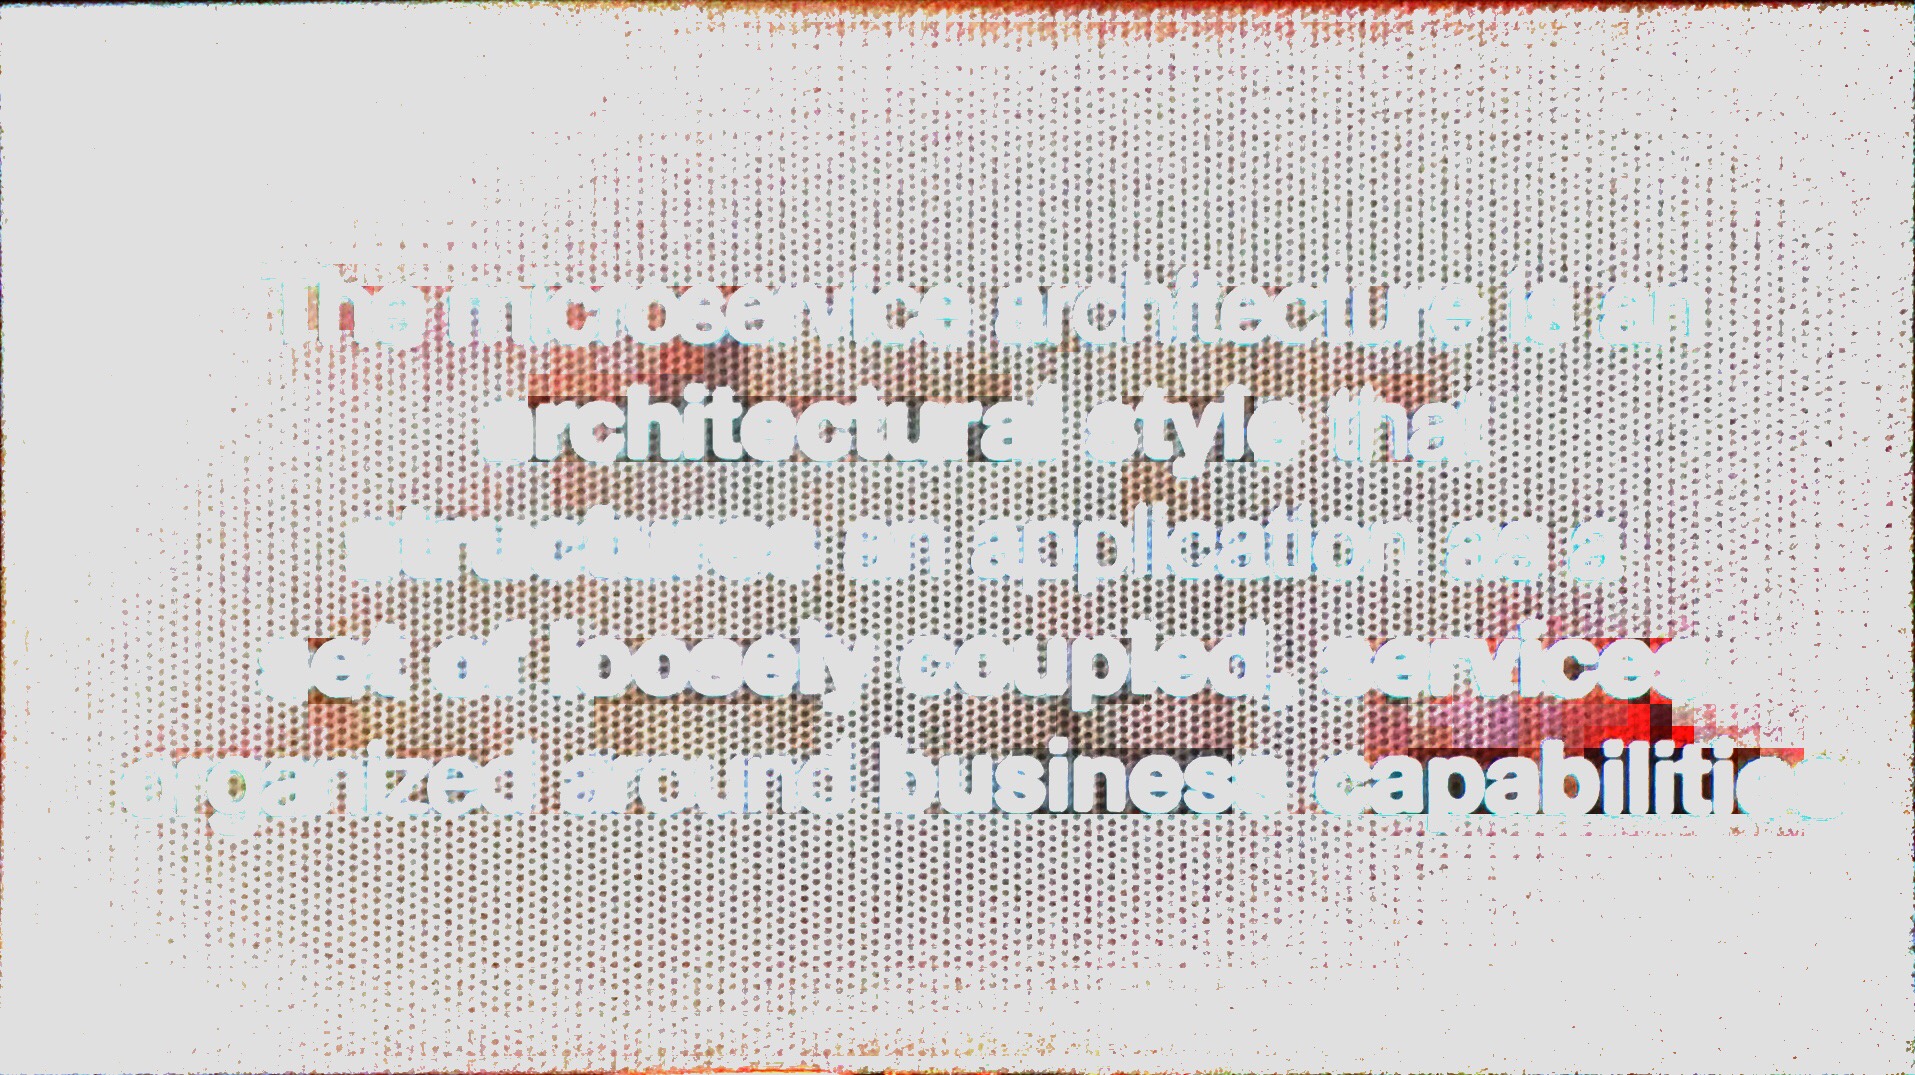 The microservice architecture is an
architectural style that
structures an application as a
set of loosely coupled, services
organized around business capabilities